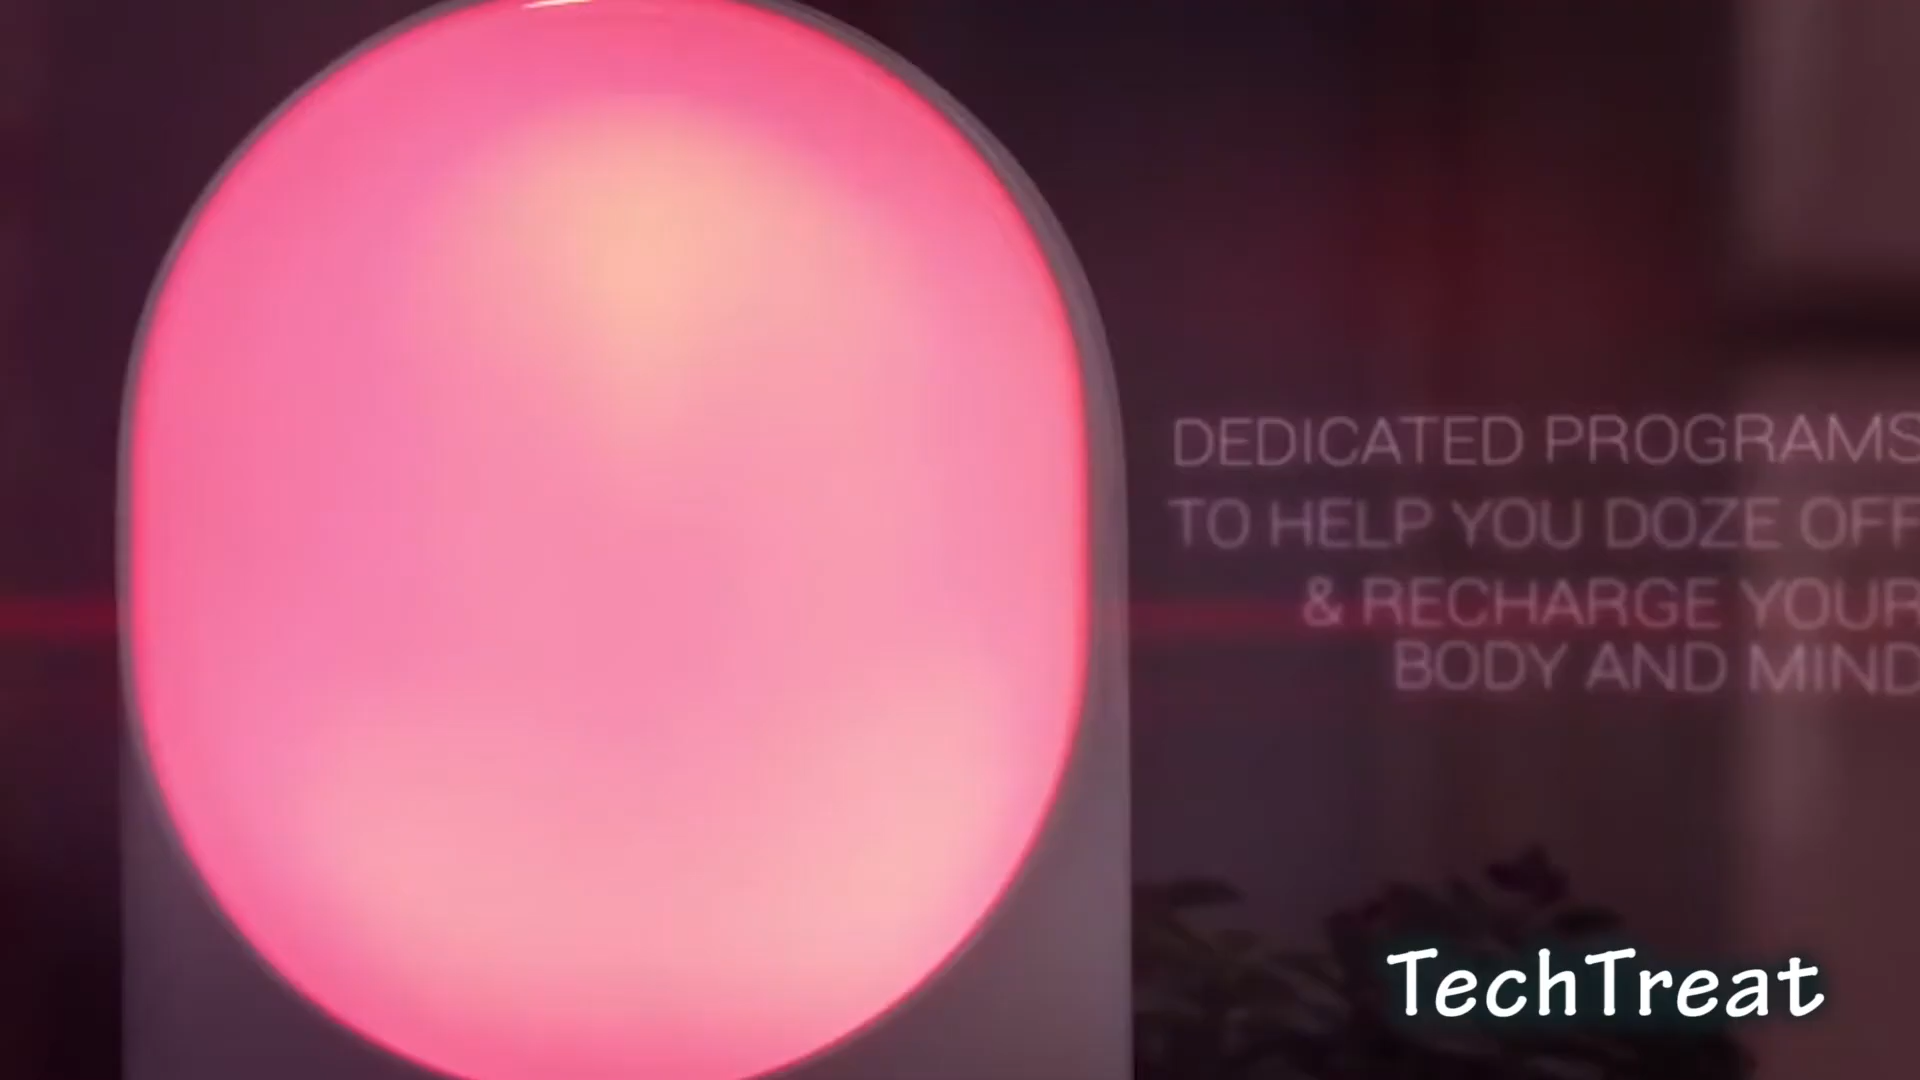 DEDICATED PROGRAMS
TO HELP YOU DOZE OFF
& RECHARGE YOUR
BODY AND MIND
TechTreat